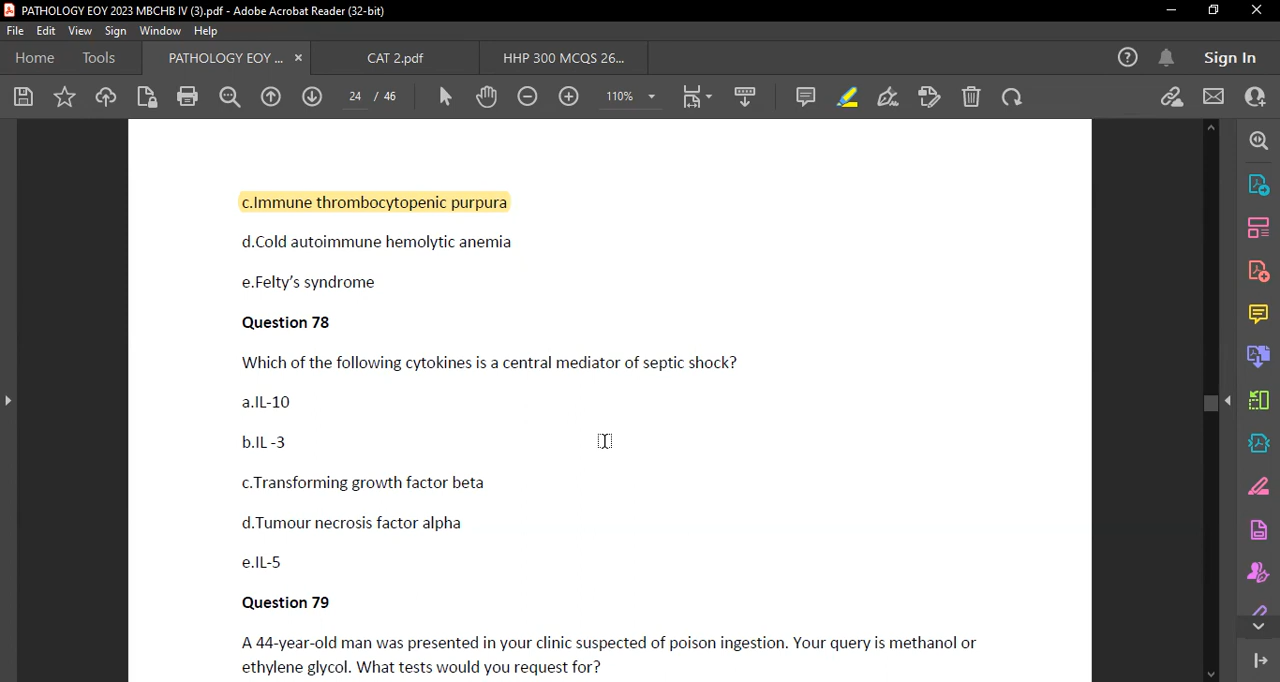 PATHOLOGY EOY 2023 MBCHB IV (3).pdf - Adobe Acrobat Reader (32-bit)
File Edit View Sign Window Help
Home Tools PATHOLOGY EOY ... × CAT 2.pdf HHP 300 MCQS 26... Sign In
24 / 46 110%
c.Immune thrombocytopenic purpura
d.Cold autoimmune hemolytic anemia
e.Felty’s syndrome
Question 78
Which of the following cytokines is a central mediator of septic shock?
a.IL-10
b.IL -3
c.Transforming growth factor beta
d.Tumour necrosis factor alpha
e.IL-5
Question 79
A 44-year-old man was presented in your clinic suspected of poison ingestion. Your query is methanol or
ethylene glycol. What tests would you request for?